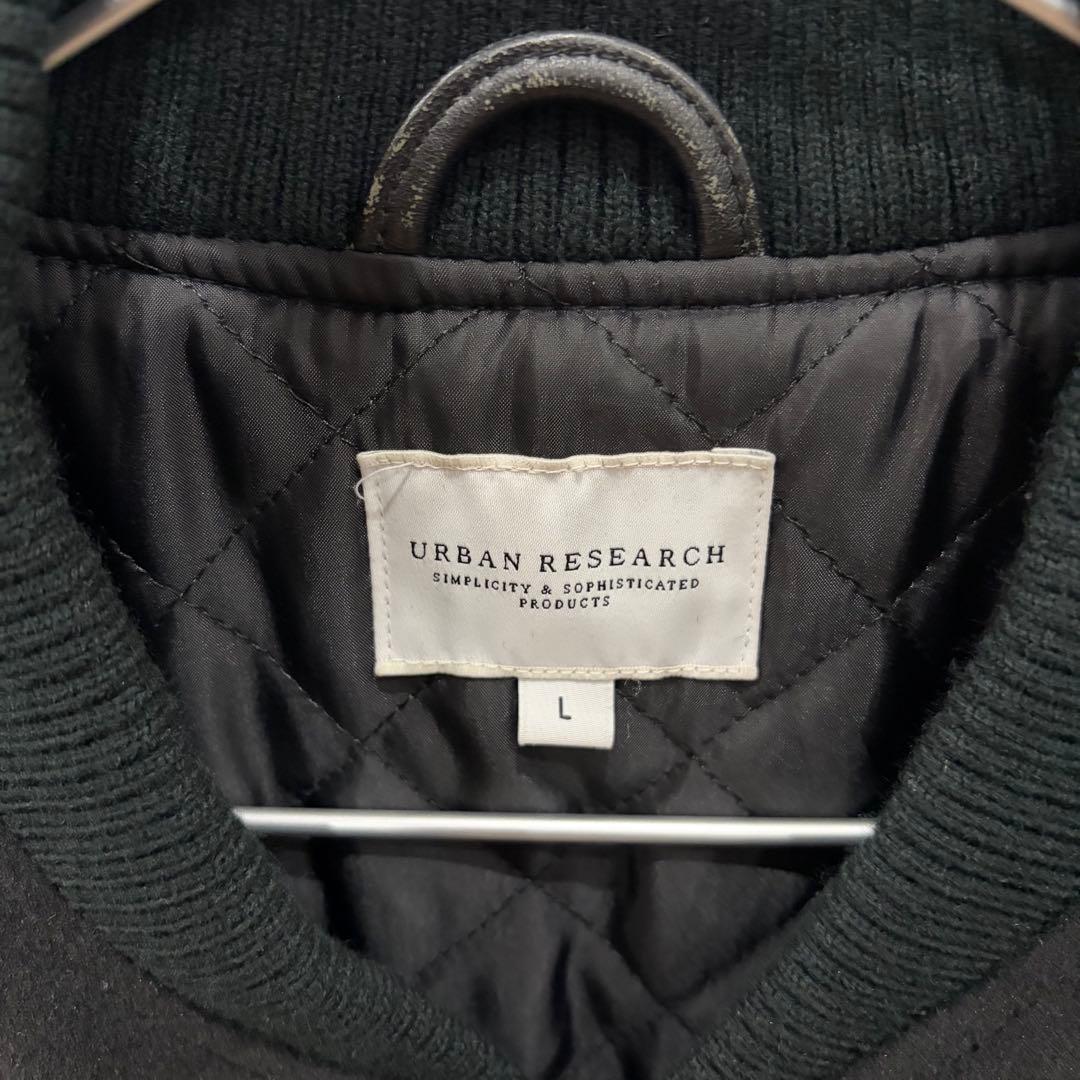 URBAN RESEARCH
SIMPLICITY & SOPHISTICATED
PRODUCTS
L